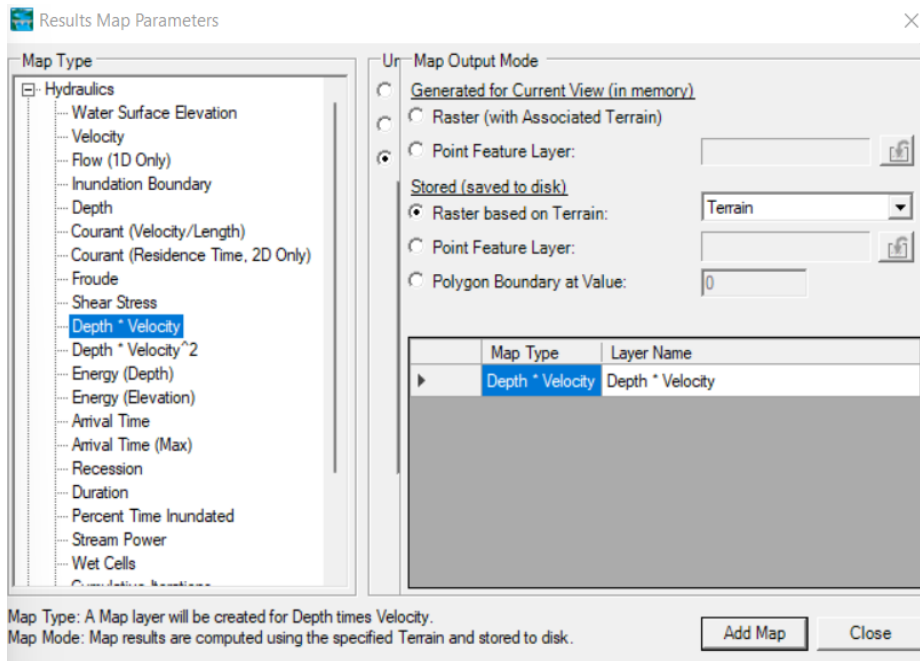 Results Map Parameters
Map Type
Hydraulics
Water Surface Elevation
Velocity
Flow (1D Only)
Inundation Boundary
Depth
Courant (Velocity/Length)
Courant (Residence Time, 2D Only)
Froude
Shear Stress
Depth * Velocity
Depth * Velocity^2
Energy (Depth)
Energy (Elevation)
Arrival Time
Arrival Time (Max)
Recession
Duration
Percent Time Inundated
Stream Power
Wet Cells
Cumulative Iterations
Ur
Map Output Mode
Generated for Current View (in memory)
Raster (with Associated Terrain)
Point Feature Layer:
Stored (saved to disk)
Raster based on Terrain: Terrain
Point Feature Layer:
Polygon Boundary at Value: 0
Map Type Layer Name
Depth * Velocity Depth * Velocity
Map Type: A Map layer will be created for Depth times Velocity.
Map Mode: Map results are computed using the specified Terrain and stored to disk.
Add Map Close